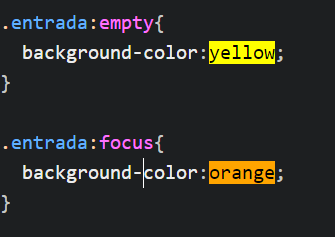 .entrada:empty{
background-color:yellow;
}
.entrada:focus{
background-color:orange;
}